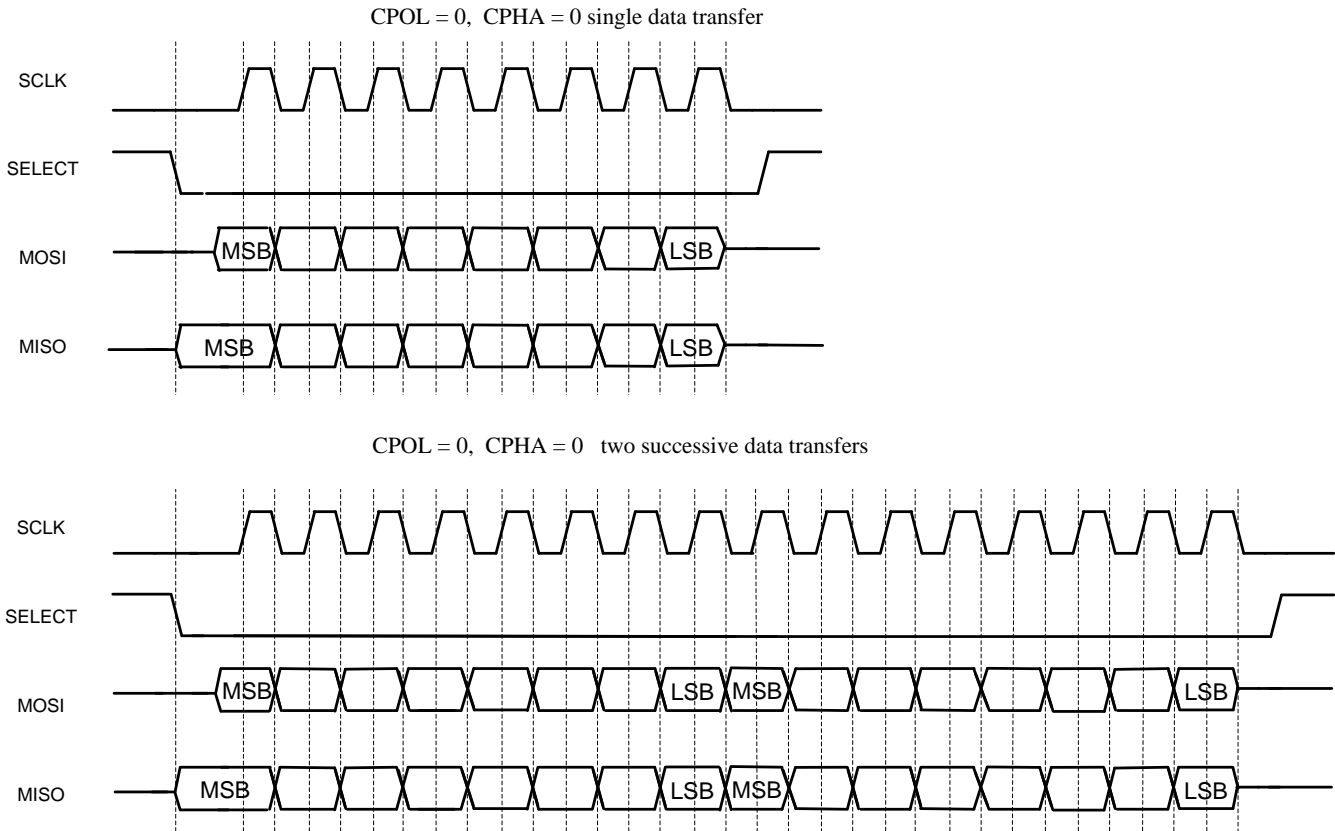 CPOL = 0, CPHA = 0 single data transfer
SCLK
SELECT
MOSI
MSB LSB
MISO
MSB LSB
CPOL = 0, CPHA = 0 two successive data transfers
SCLK
SELECT
MOSI
MSB LSB MSB LSB
MISO
MSB LSB MSB LSB